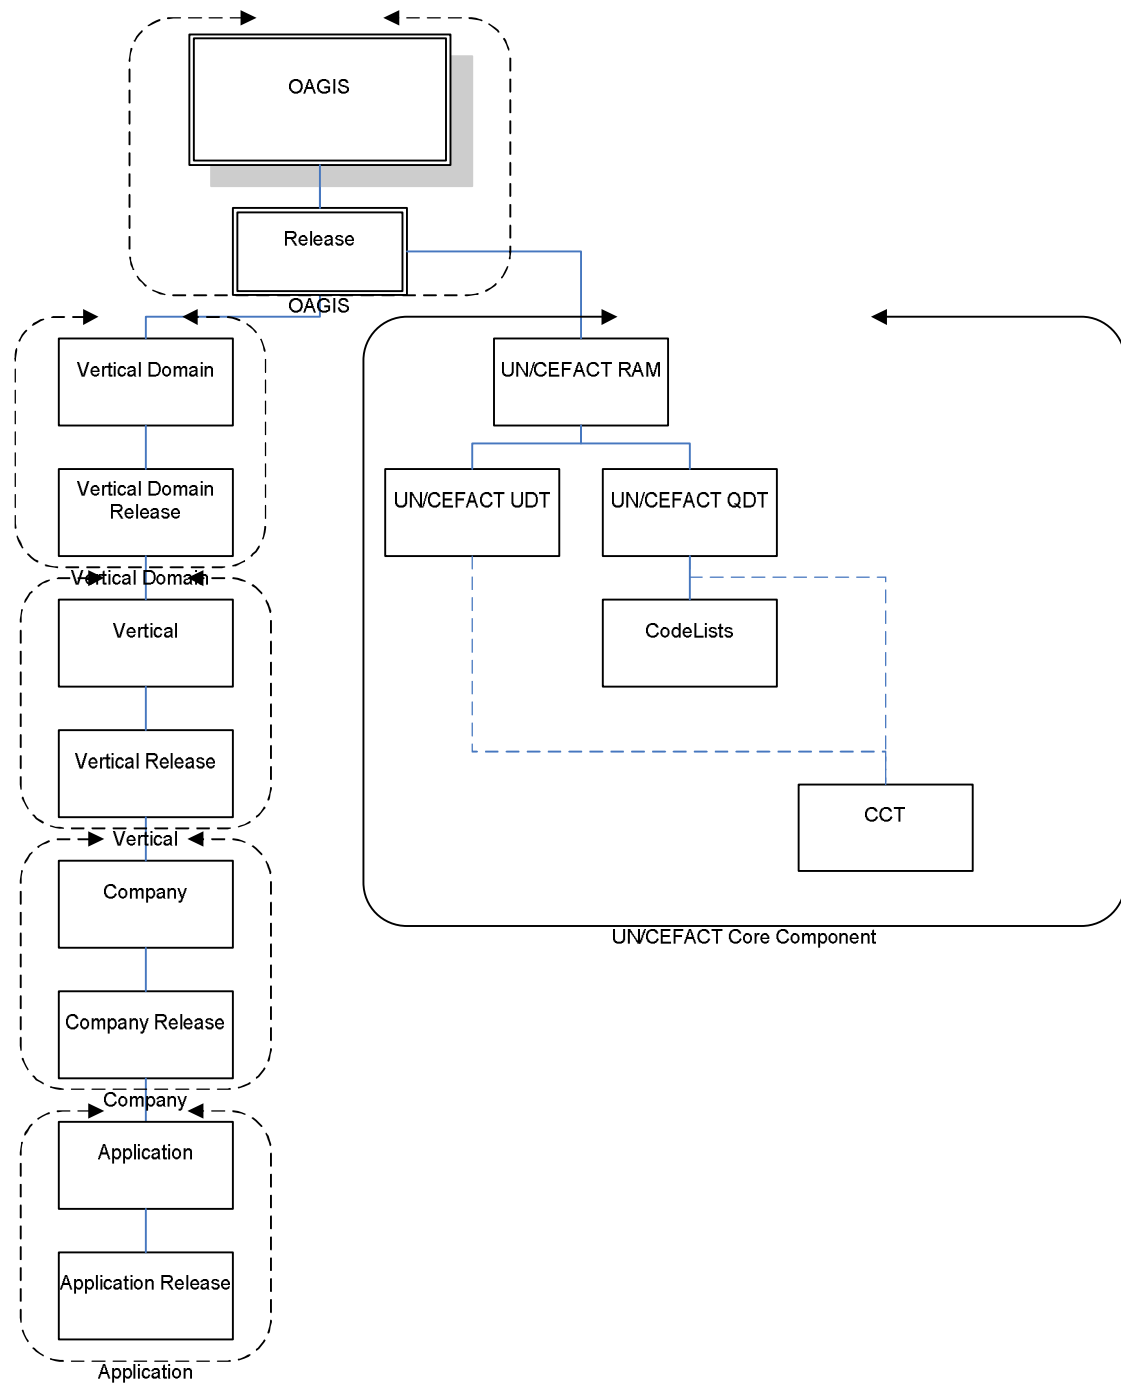 OAGIS
Release
OAGIS
Vertical Domain
Vertical Domain
Release
Vertical Domain
Vertical
Vertical Release
Vertical
Company
Company Release
Company
Application
Application Release
Application
UN/CEFACT RAM
UN/CEFACT UDT
UN/CEFACT QDT
CodeLists
CCT
UN/CEFACT Core Component